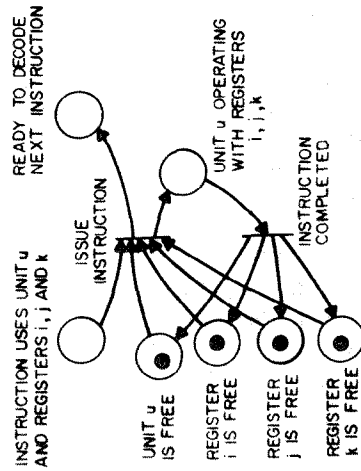 INSTRUCTION USES UNIT u
AND REGISTERS i, j AND k
READY TO DECODE
NEXT INSTRUCTION
ISSUE
INSTRUCTION
UNIT u
IS FREE
REGISTER
i IS FREE
REGISTER
j IS FREE
REGISTER
k IS FREE
UNIT u OPERATING
WITH REGISTERS
i, j, k
INSTRUCTION
COMPLETED